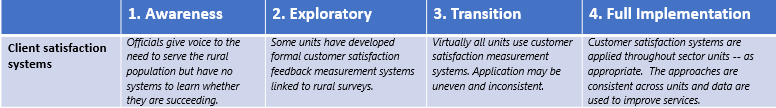 1. Awareness 2. Exploratory 3. Transition 4. Full Implementation
Client satisfaction
systems
Officials give voice to the
need to serve the rural
population but have no
systems to learn whether
they are succeeding.
Some units have developed
formal customer satisfaction
feedback measurement systems
linked to rural surveys.
Virtually all units use customer
satisfaction measurement
systems. Application may be
uneven and inconsistent.
Customer satisfaction systems are
applied throughout sector units -- as
appropriate. The approaches are
consistent across units and data are
used to improve services.